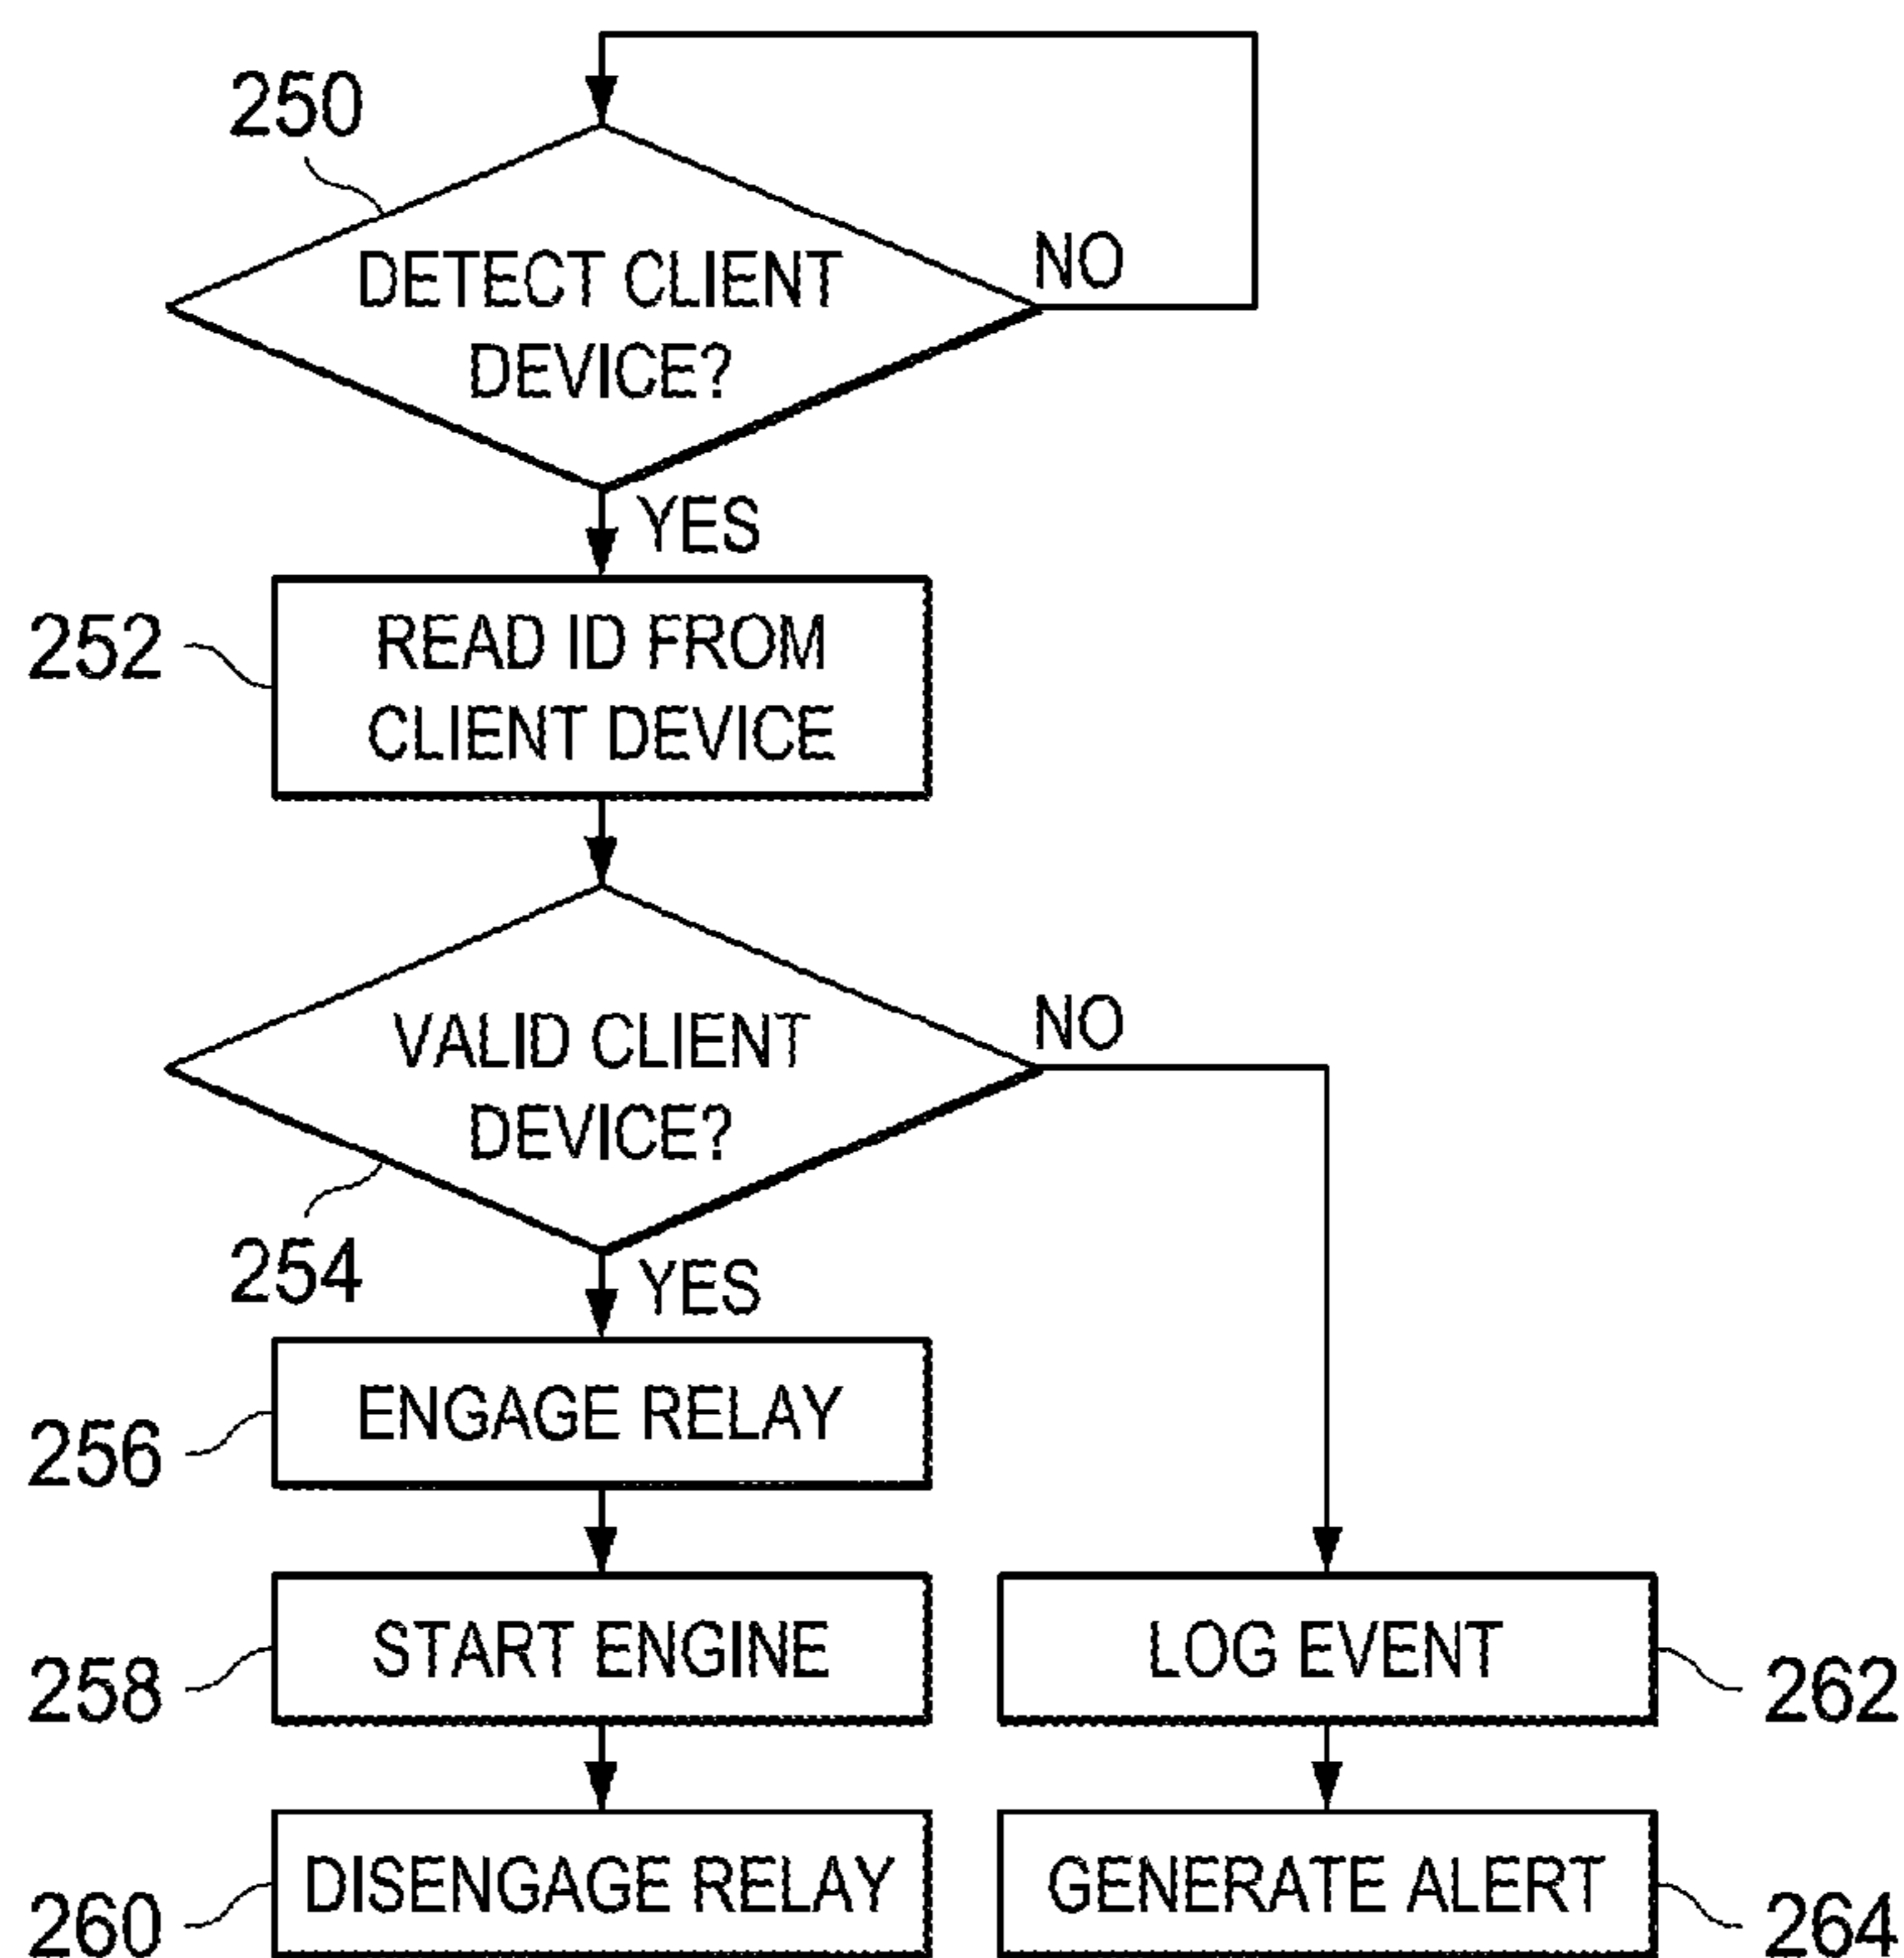 250
DETECT CLIENT
DEVICE?
NO
YES
252
READ ID FROM
CLIENT DEVICE
VALID CLIENT
DEVICE?
NO
254
YES
256
ENGAGE RELAY
258
START ENGINE
LOG EVENT
262
260
DISENGAGE RELAY
GENERATE ALERT
264